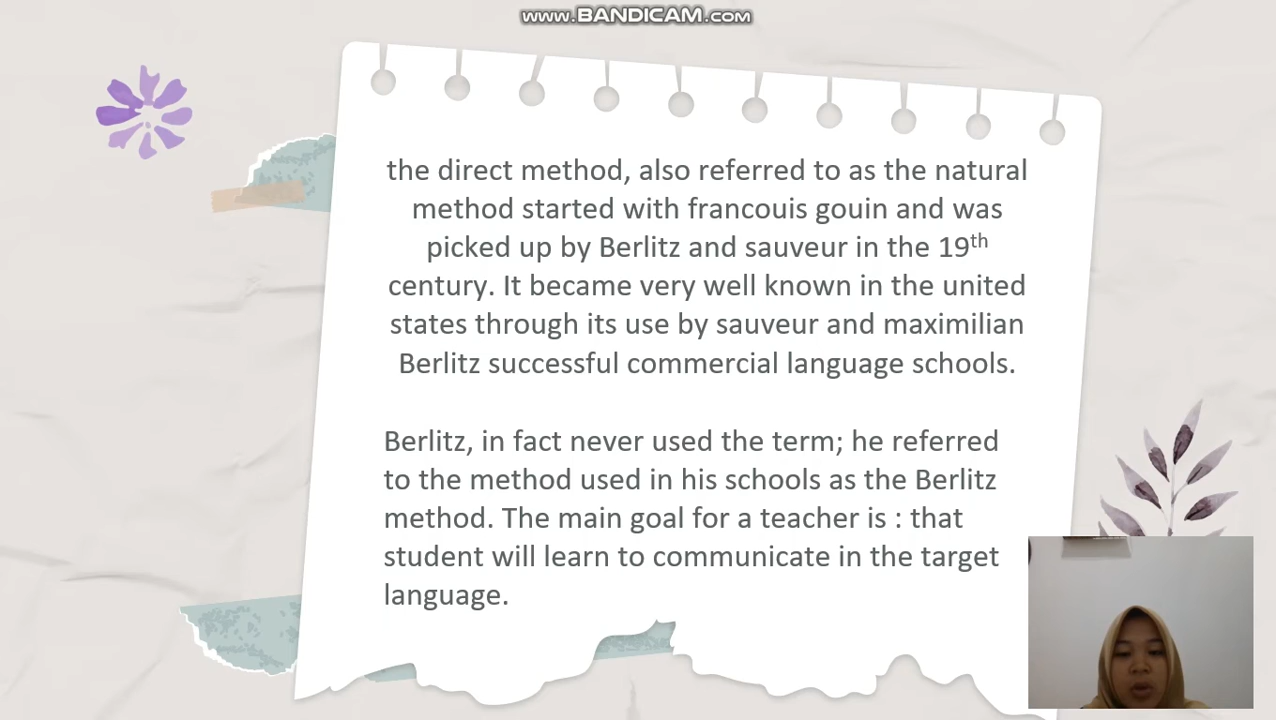 www.BANDICAM.com
the direct method, also referred to as the natural
method started with francouis gouin and was
picked up by Berlitz and sauveur in the 19th
century. It became very well known in the united
states through its use by sauveur and maximilian
Berlitz successful commercial language schools.
Berlitz, in fact never used the term; he referred
to the method used in his schools as the Berlitz
method. The main goal for a teacher is : that
student will learn to communicate in the target
language.